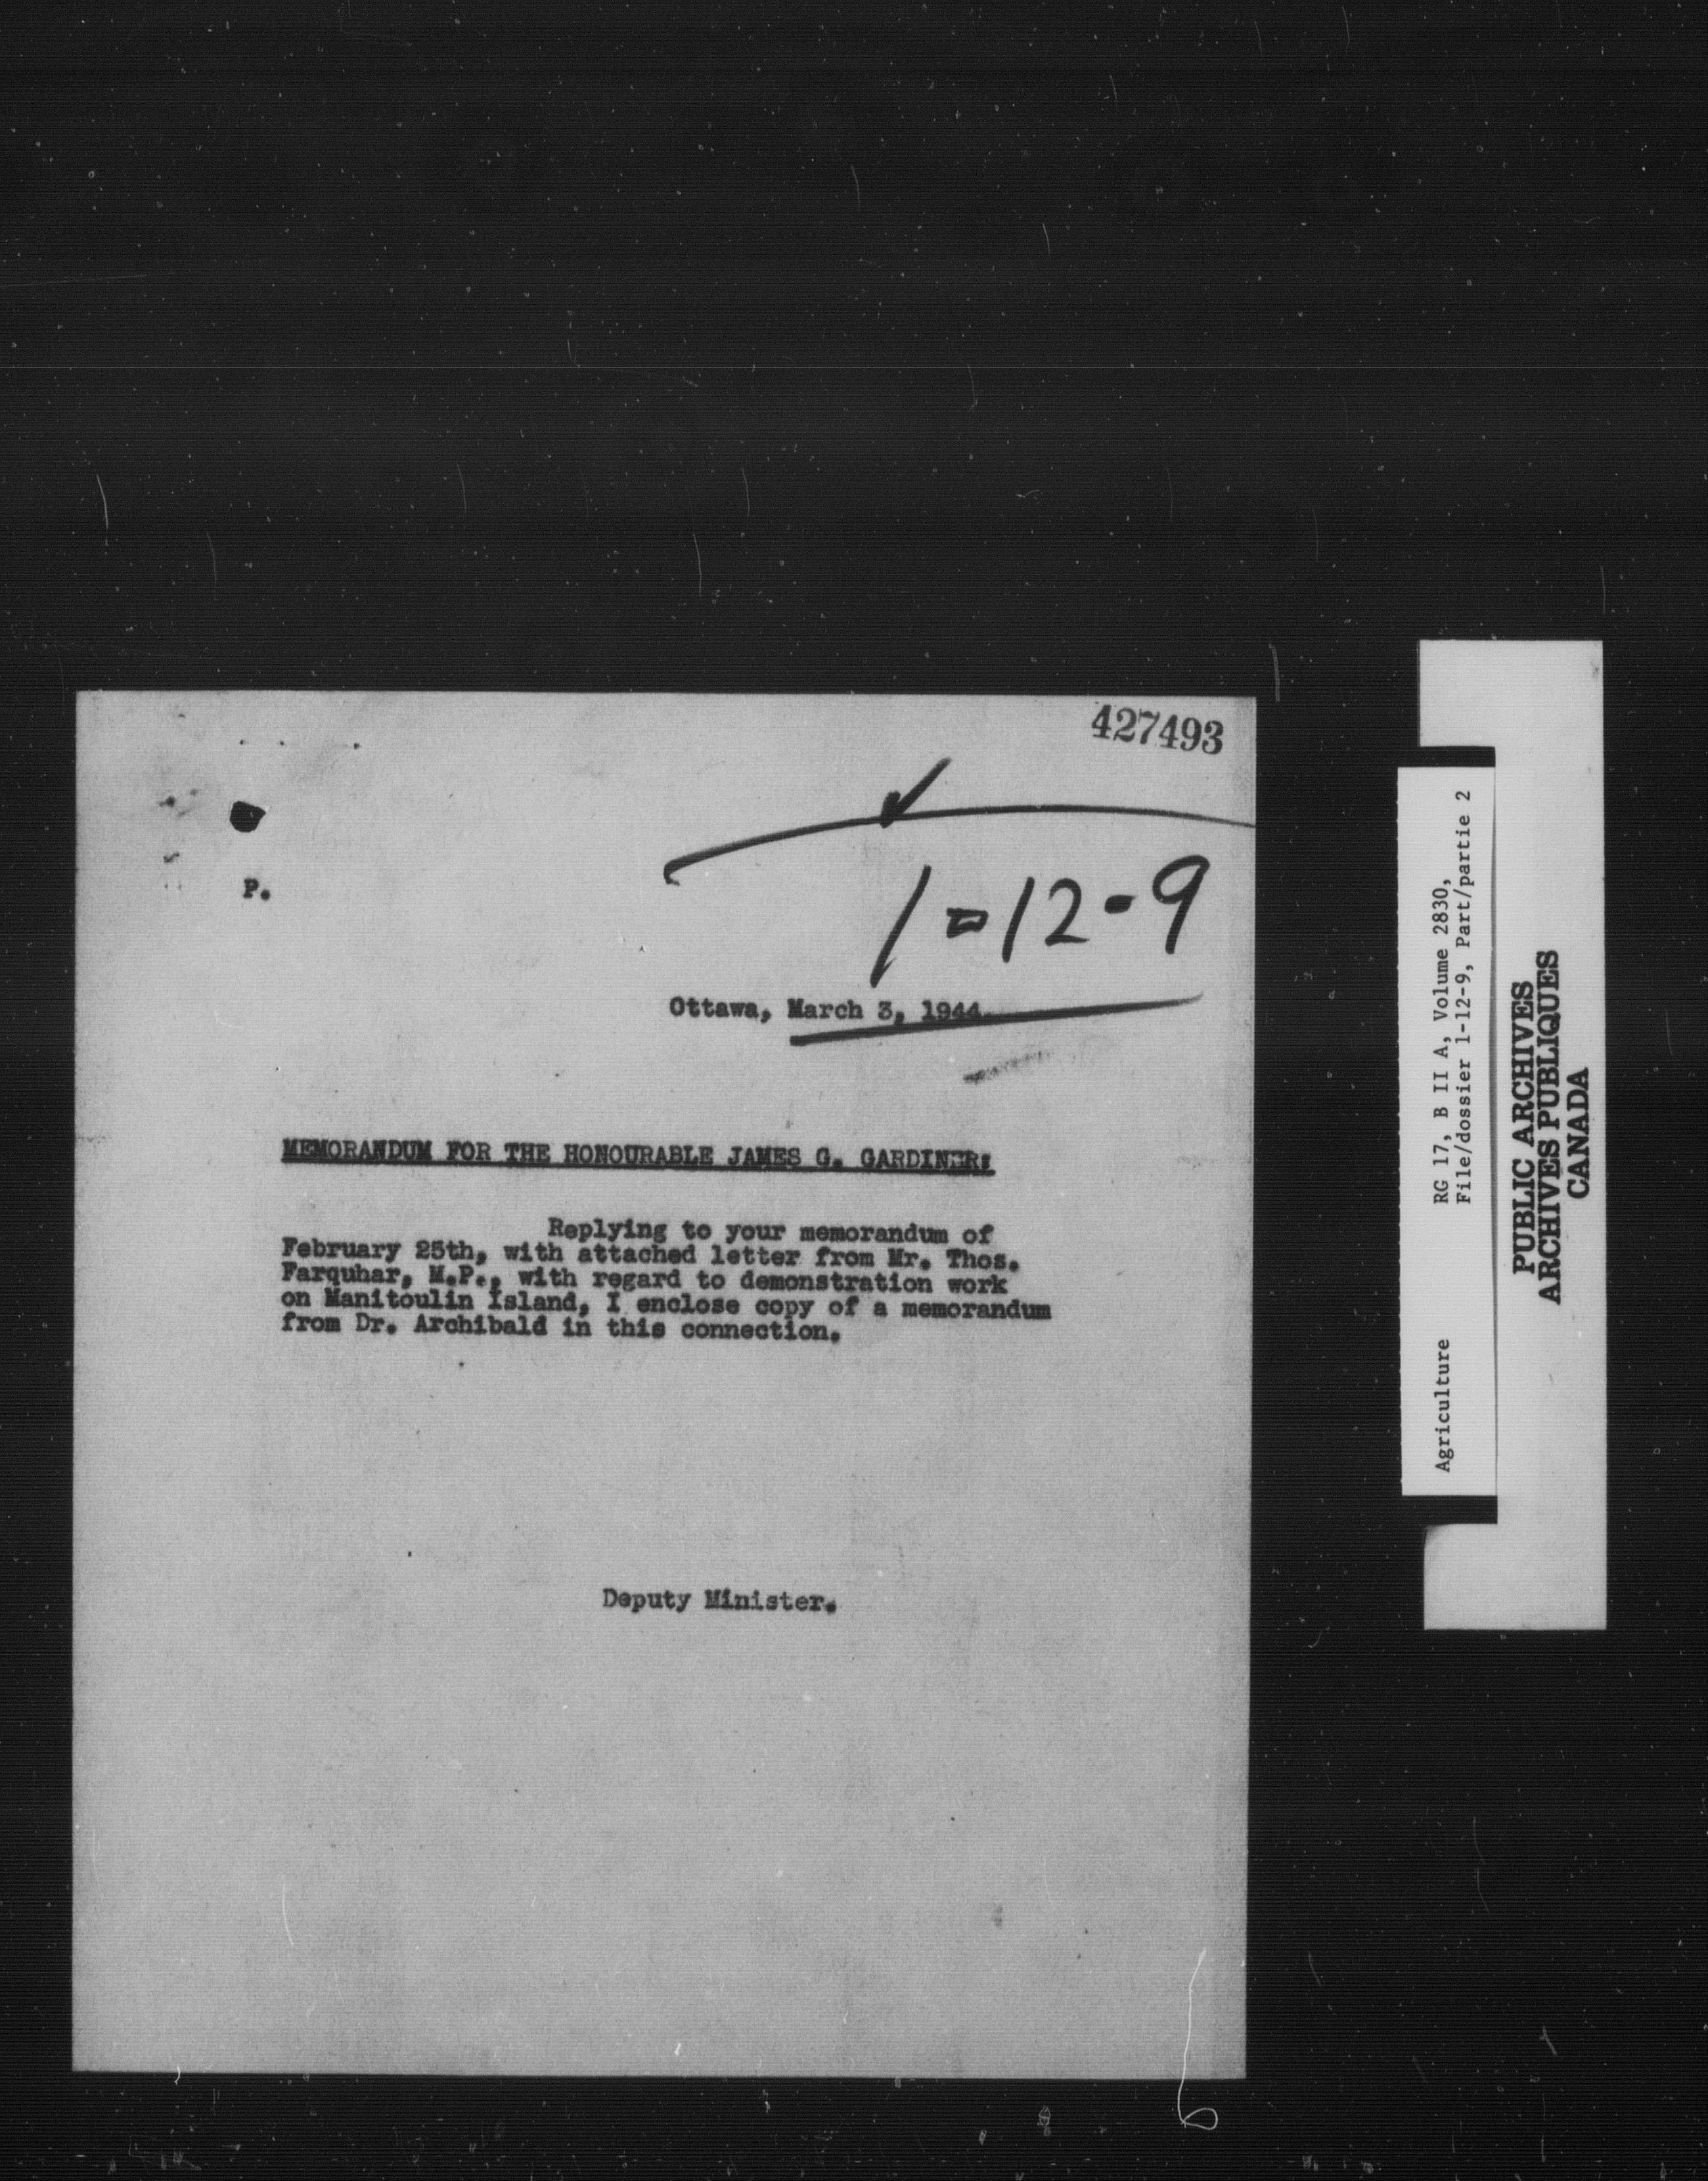 427493
P.
1-12-9
Ottawa, March 3, 1944.
MEMORANDUM FOR THE HONOURABLE JAMES G. GARDINER:
Replying to your memorandum of
February 25th, with attached letter from Mr. Thos.
Farquhar, M.P., with regard to demonstration work
on Manitoulin Island, I enclose copy of a memorandum
from Dr. Archibald in this connection.
Deputy Minister.
Agriculture RG 17, B II A, Volume 2830,
File/dossier 1-12-9, Part/partie 2
PUBLIC ARCHIVES
ARCHIVES PUBLIQUES
CANADA